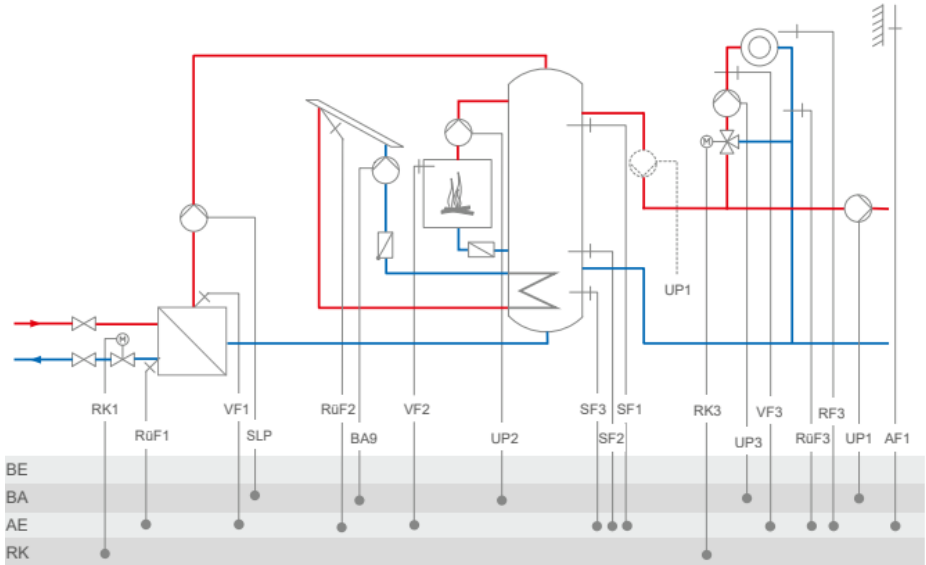 M
UP1
M
RK1
VF1
RüF2
VF2
SF3
SF1
RK3
VF3
RF3
RüF1
SLP
BA9
UP2
SF2
UP3
RüF3
UP1
AF1
BE
BA
AE
RK